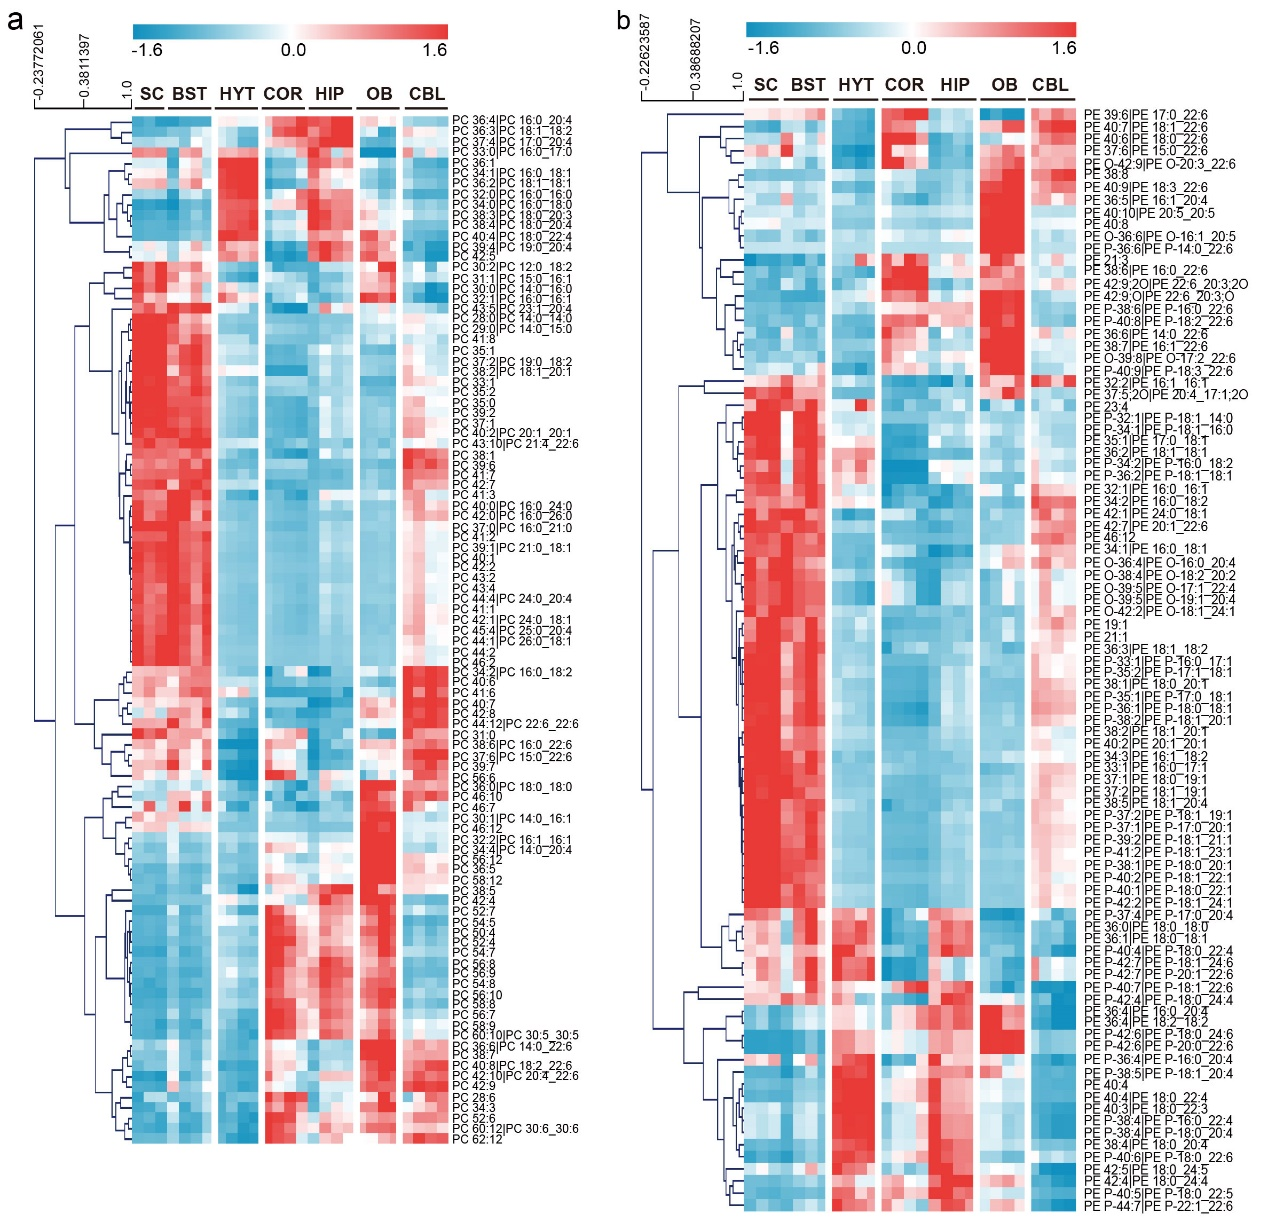 a
-0.23772061
0.3811397
1.0
-1.6
0.0
1.6
SC BST HYT COR HIP OB CBL
PC 36:4|PC 16:0_20:4
PC 36:3|PC 18:1_18:2
PC 37:4|PC 17:0_20:4
PC 33:0|PC 16:0_17:0
PC 36:1
PC 34:1|PC 16:0_18:1
PC 36:2|PC 18:1_18:1
PC 32:0|PC 16:0_16:0
PC 34:0|PC 16:0_18:0
PC 38:3|PC 18:0_20:3
PC 38:4|PC 18:0_20:4
PC 40:4|PC 18:0_22:4
PC 39:4|PC 19:0_20:4
PC 42:5
PC 30:2|PC 12:0_18:2
PC 31:1|PC 15:0_16:1
PC 30:0|PC 14:0_16:0
PC 32:1|PC 16:0_16:1
PC 43:5|PC 23:1_20:4
PC 28:0|PC 14:0_14:0
PC 29:0|PC 14:0_15:0
PC 41:8
PC 35:1
PC 37:2|PC 19:0_18:2
PC 38:2|PC 18:1_20:1
PC 33:1
PC 35:2
PC 35:0
PC 39:2
PC 37:1
PC 40:2|PC 20:1_20:1
PC 43:10|PC 21:4_22:6
PC 38:1
PC 39:6
PC 41:7
PC 42:7
PC 41:3
PC 40:0|PC 16:0_24:0
PC 42:0|PC 16:0_26:0
PC 37:0|PC 16:0_21:0
PC 41:2
PC 39:1|PC 21:0_18:1
PC 40:1
PC 42:2
PC 43:2
PC 43:4
PC 44:4|PC 24:0_20:4
PC 41:1
PC 42:1|PC 24:0_18:1
PC 45:4|PC 25:0_20:4
PC 44:1|PC 26:0_18:1
PC 44:2
PC 46:2
PC 34:2|PC 16:0_18:2
PC 40:6
PC 41:6
PC 40:7
PC 42:8
PC 44:12|PC 22:6_22:6
PC 31:0
PC 38:6|PC 16:0_22:6
PC 37:6|PC 15:0_22:6
PC 39:7
PC 56:6
PC 36:0|PC 18:0_18:0
PC 46:10
PC 46:7
PC 30:1|PC 14:0_16:1
PC 46:12
PC 32:2|PC 16:1_16:1
PC 34:4|PC 14:0_20:4
PC 56:12
PC 36:5
PC 58:12
PC 38:5
PC 42:4
PC 52:7
PC 54:5
PC 50:4
PC 52:4
PC 54:7
PC 56:8
PC 56:9
PC 54:8
PC 56:10
PC 58:8
PC 56:7
PC 58:9
PC 60:10|PC 30:5_30:5
PC 36:6|PC 14:0_22:6
PC 38:7
PC 40:8|PC 18:2_22:6
PC 42:10|PC 20:4_22:6
PC 42:9
PC 28:6
PC 34:3
PC 52:6
PC 60:12|PC 30:6_30:6
PC 62:12
b
-0.22623587
0.38688207
1.0
-1.6
0.0
1.6
SC BST HYT COR HIP OB CBL
PE 39:6|PE 17:0_22:6
PE 40:7|PE 18:1_22:6
PE 40:6|PE 18:0_22:6
PE 37:6|PE 15:0_22:6
PE O-42:9|PE O-20:3_22:6
PE 38:8
PE 40:9|PE 18:3_22:6
PE 36:5|PE 16:1_20:4
PE 40:10|PE 20:5_20:5
PE 40:8
PE O-36:6|PE O-16:1_20:5
PE P-36:6|PE P-14:0_22:6
PE 21:3
PE 38:6|PE 16:0_22:6
PE 42:9;2O|PE 22:6_20:3;2O
PE 42:9;O|PE 22:6_20:3;O
PE P-38:6|PE P-16:0_22:6
PE P-40:8|PE P-18:2_22:6
PE 36:6|PE 14:0_22:6
PE 38:7|PE 16:1_22:6
PE O-39:8|PE O-17:2_22:6
PE P-40:9|PE P-18:3_22:6
PE 32:2|PE 16:1_16:1
PE 37:5;2O|PE 20:4_17:1;2O
PE 23:4
PE P-32:1|PE P-18:1_14:0
PE P-34:1|PE P-18:1_16:0
PE 35:1|PE 17:0_18:1
PE 36:2|PE 18:1_18:1
PE P-34:2|PE P-16:0_18:2
PE P-36:2|PE P-18:1_18:1
PE 32:1|PE 16:0_16:1
PE 34:2|PE 16:0_18:2
PE 42:1|PE 24:0_18:1
PE 42:7|PE 20:1_22:6
PE 46:12
PE 34:1|PE 16:0_18:1
PE O-36:4|PE O-16:0_20:4
PE O-38:4|PE O-18:2_20:2
PE O-39:5|PE O-17:1_22:4
PE O-39:5|PE O-19:1_20:4
PE O-42:2|PE O-18:1_24:1
PE 19:1
PE 21:1
PE 36:3|PE 18:1_18:2
PE P-33:1|PE P-16:0_17:1
PE P-35:2|PE P-17:1_18:1
PE 38:1|PE 18:0_20:1
PE P-35:1|PE P-17:0_18:1
PE P-36:1|PE P-18:0_18:1
PE P-38:2|PE P-18:1_20:1
PE 38:2|PE 18:1_20:1
PE 40:2|PE 20:1_20:1
PE 34:3|PE 16:1_18:2
PE 33:1|PE 16:0_17:1
PE 37:1|PE 18:0_19:1
PE 37:2|PE 18:1_19:1
PE 38:5|PE 18:1_20:4
PE P-37:2|PE P-18:1_19:1
PE P-37:1|PE P-17:0_20:1
PE P-39:2|PE P-18:1_21:1
PE P-41:2|PE P-18:1_23:1
PE P-38:1|PE P-18:0_20:1
PE P-40:2|PE P-18:1_22:1
PE P-40:1|PE P-18:0_22:1
PE P-42:2|PE P-18:1_24:1
PE P-37:4|PE P-17:0_20:4
PE 36:0|PE 18:0_18:0
PE 36:1|PE 18:0_18:1
PE P-40:4|PE P-18:0_22:4
PE P-42:7|PE P-18:1_24:6
PE P-42:7|PE P-20:1_22:6
PE P-40:7|PE P-18:1_22:6
PE P-42:4|PE P-18:0_24:4
PE 36:4|PE 16:0_20:4
PE 36:4|PE 18:2_18:2
PE P-42:6|PE P-18:0_24:6
PE P-42:6|PE P-20:0_22:6
PE P-36:4|PE P-16:0_20:4
PE P-38:5|PE P-18:1_20:4
PE 40:4
PE 40:4|PE 18:0_22:4
PE 40:3|PE 18:0_22:3
PE P-38:4|PE P-16:0_22:4
PE P-38:4|PE P-18:0_20:4
PE 38:4|PE 18:0_20:4
PE P-40:6|PE P-18:0_22:6
PE 42:5|PE 18:0_24:5
PE 42:4|PE 18:0_24:4
PE P-40:5|PE P-18:0_22:5
PE P-44:7|PE P-22:1_22:6